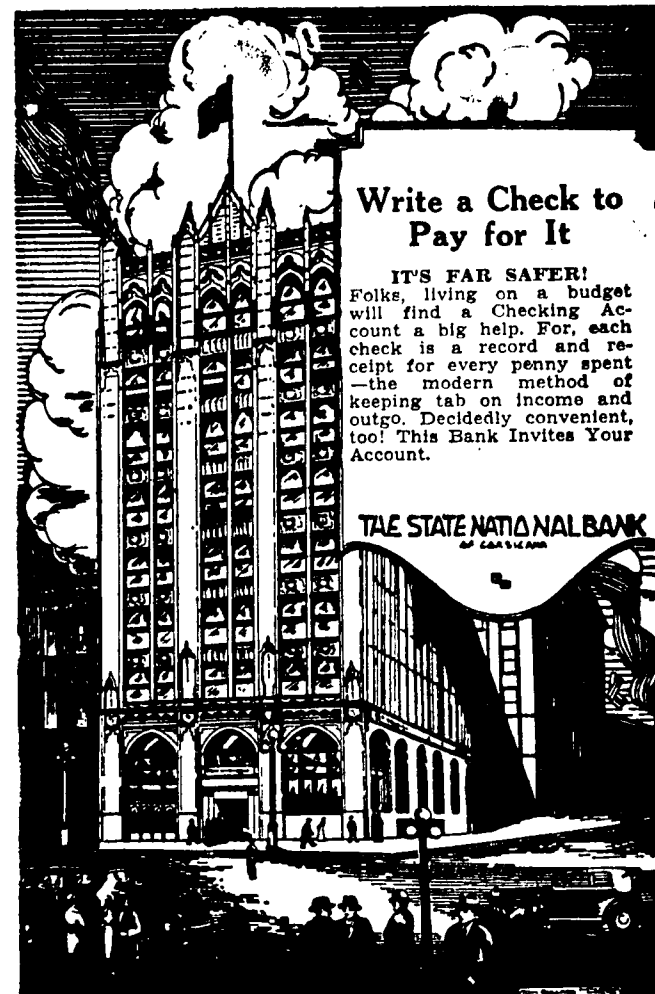 Write a Check to
Pay for It
IT'S FAR SAFER!
Folks, living on a budget
will find a Checking Ac-
count a big help. For, each
check is a record and re-
ceipt for every penny spent
—the modern method of
keeping tab on income and
outgo. Decidedly convenient,
too! This Bank Invites Your
Account.
THE STATE NATIONAL BANK
OF CORSICANA